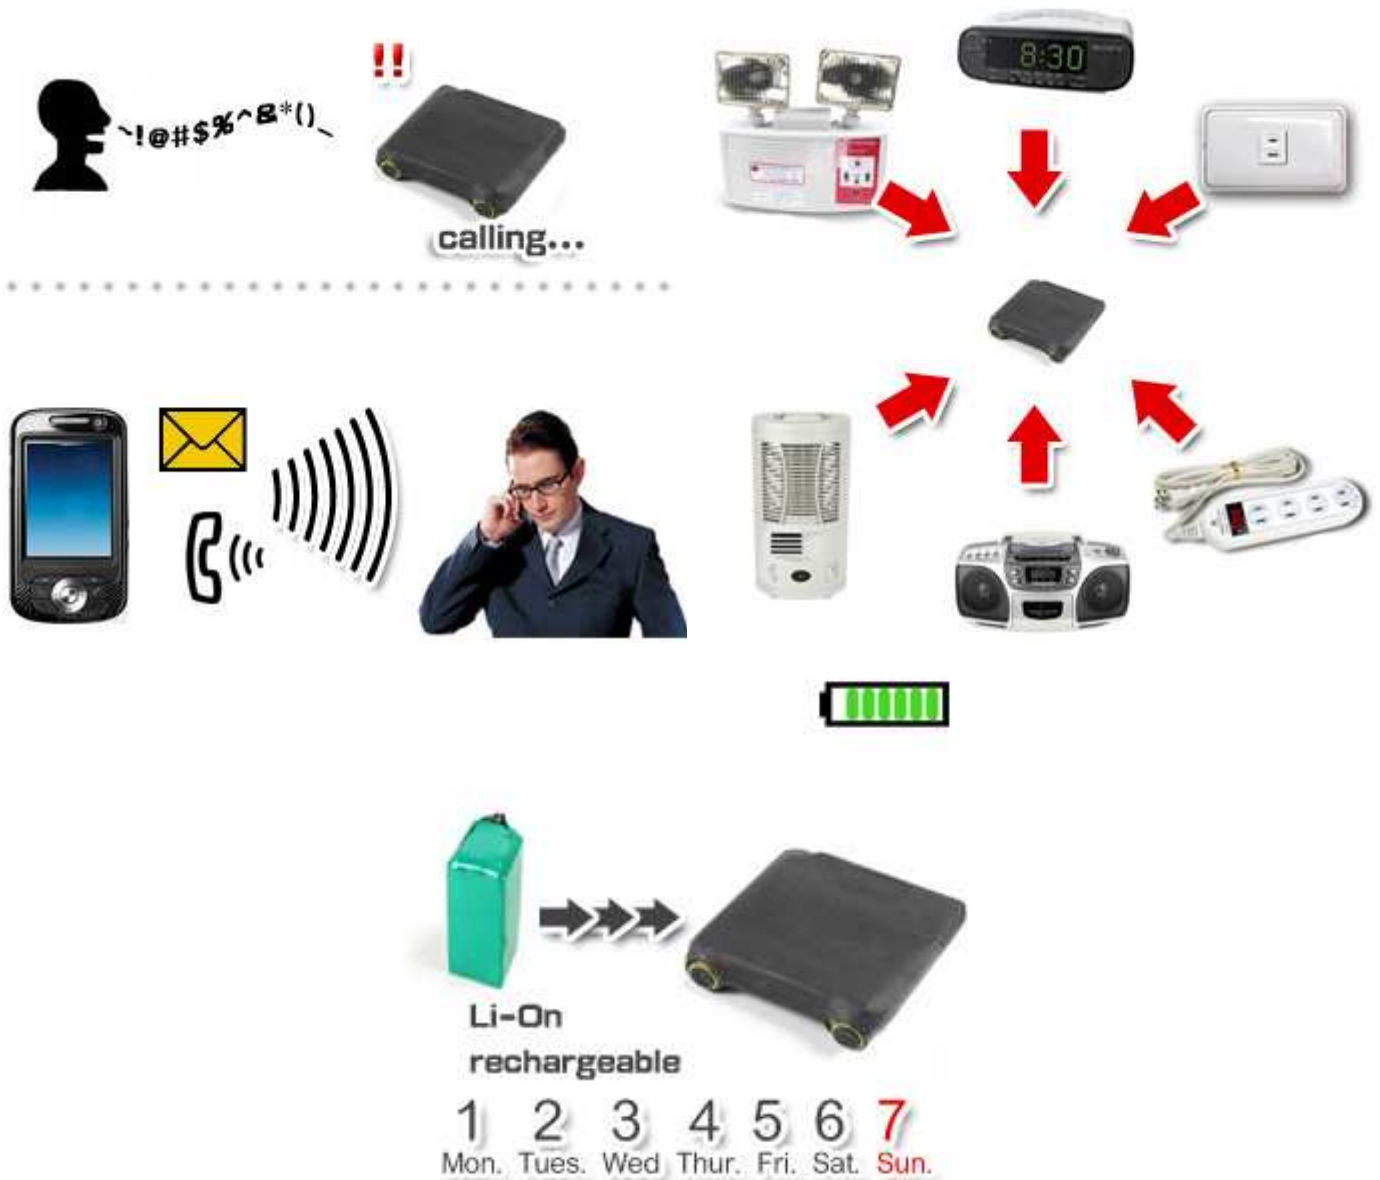 !!
~!@#$%^&*()_
calling...
8:30
Li-On
rechargeable
1 2 3 4 5 6 7
Mon. Tues. Wed Thur. Fri. Sat. Sun.